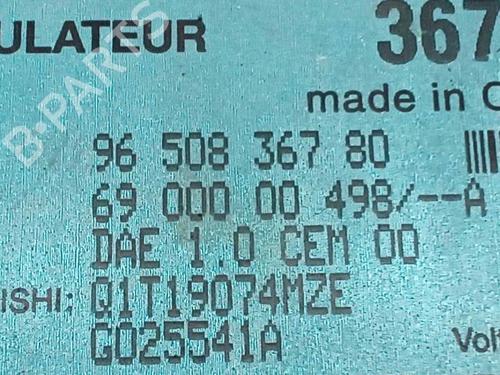 ULATEUR 367
made in C
96 508 367 80
69 000 00 498/--A
DAE 1.0 CEM 00
ISHI: Q1T19074MZE
G025541A
Volt
B-PARTS